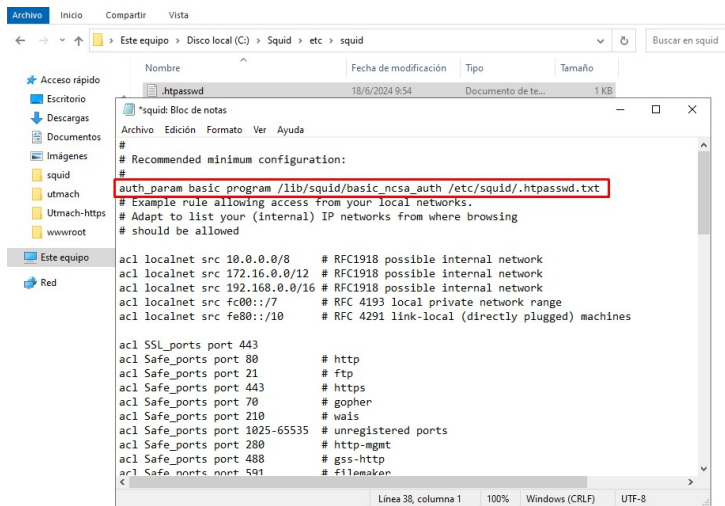 Archivo Inicio Compartir Vista
Este equipo > Disco local (C:) > Squid > etc > squid
Buscar en squid
Nombre Fecha de modificación Tipo Tamaño
Acceso rápido
Escritorio
Descargas
Documentos
Imágenes
squid
utmach
Utmach-https
wwwroot
Este equipo
Red
.htpasswd 18/6/2024 9:54 Documento de te... 1 KB
*squid: Bloc de notas
Archivo Edición Formato Ver Ayuda
#
# Recommended minimum configuration:
#
auth_param basic program /lib/squid/basic_ncsa_auth /etc/squid/.htpasswd.txt
# Example rule allowing access from your local networks.
# Adapt to list your (internal) IP networks from where browsing
# should be allowed
acl localnet src 10.0.0.0/8 # RFC1918 possible internal network
acl localnet src 172.16.0.0/12 # RFC1918 possible internal network
acl localnet src 192.168.0.0/16 # RFC1918 possible internal network
acl localnet src fc00::/7 # RFC 4193 local private network range
acl localnet src fe80::/10 # RFC 4291 link-local (directly plugged) machines
acl SSL_ports port 443
acl Safe_ports port 80 # http
acl Safe_ports port 21 # ftp
acl Safe_ports port 443 # https
acl Safe_ports port 70 # gopher
acl Safe_ports port 210 # wais
acl Safe_ports port 1025-65535 # unregistered ports
acl Safe_ports port 280 # http-mgmt
acl Safe_ports port 488 # gss-http
acl Safe_ports port 591 # filemaker
Línea 38, columna 1 100% Windows (CRLF) UTF-8